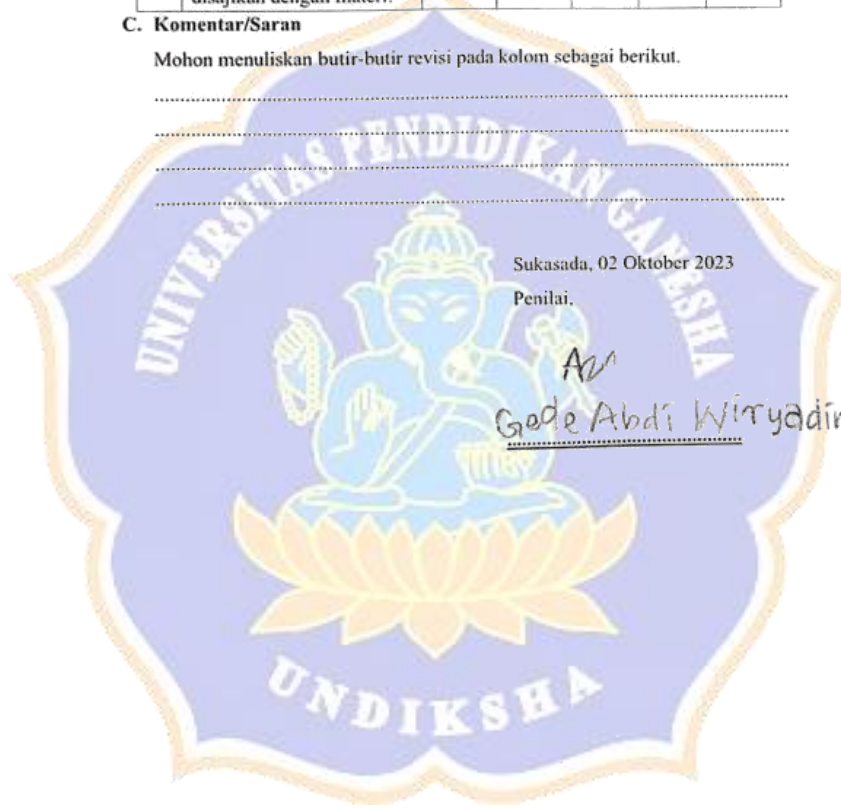 disajikan dengan materi.
C. Komentar/Saran
Mohon menuliskan butir-butir revisi pada kolom sebagai berikut.
UNIVERSITAS PENDIDIKAN GANESHA
Sukasada, 02 Oktober 2023
Penilai,
Gede Abdi Wiryadin
UNDIKSHA